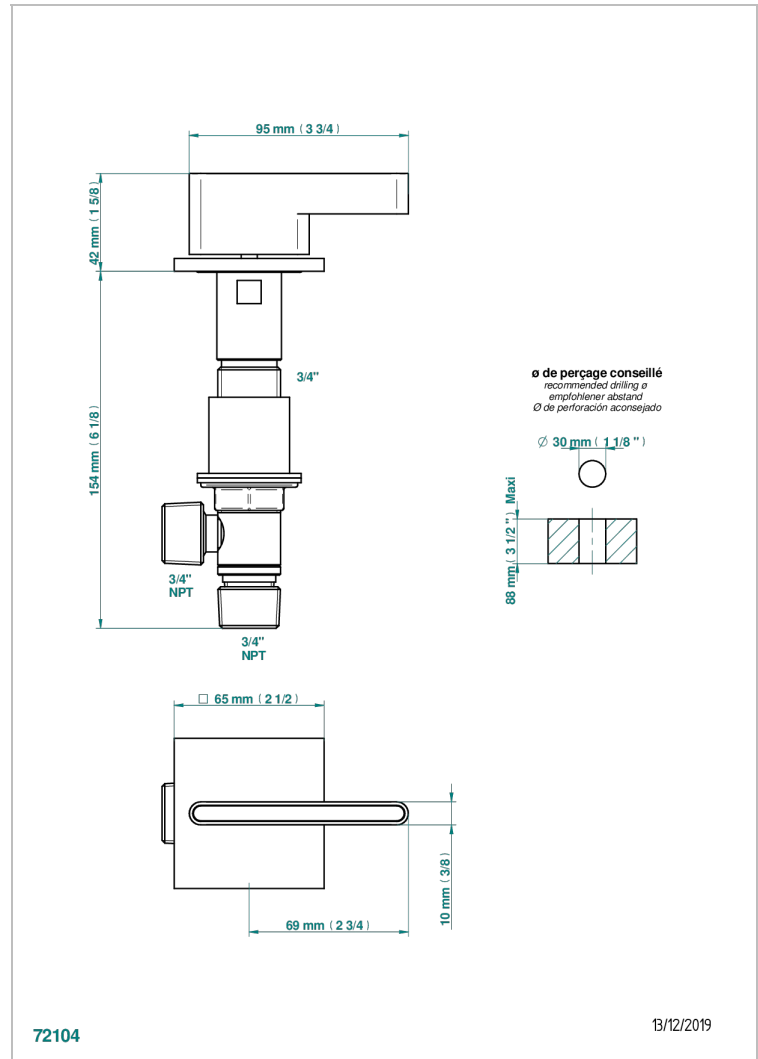 95 mm ( 3 3/4 )
42 mm ( 1 5/8 )
3/4"
154 mm ( 6 1/8 )
3/4"
NPT
3/4"
NPT
ø de perçage conseillé
recommended drilling ø
empfohlener abstand
Ø de perforación aconsejado
∅ 30 mm ( 1 1/8 " )
88 mm ( 3 1/2 " ) Maxi
□ 65 mm ( 2 1/2 )
10 mm ( 3/8 )
69 mm ( 2 3/4 )
72104
13/12/2019